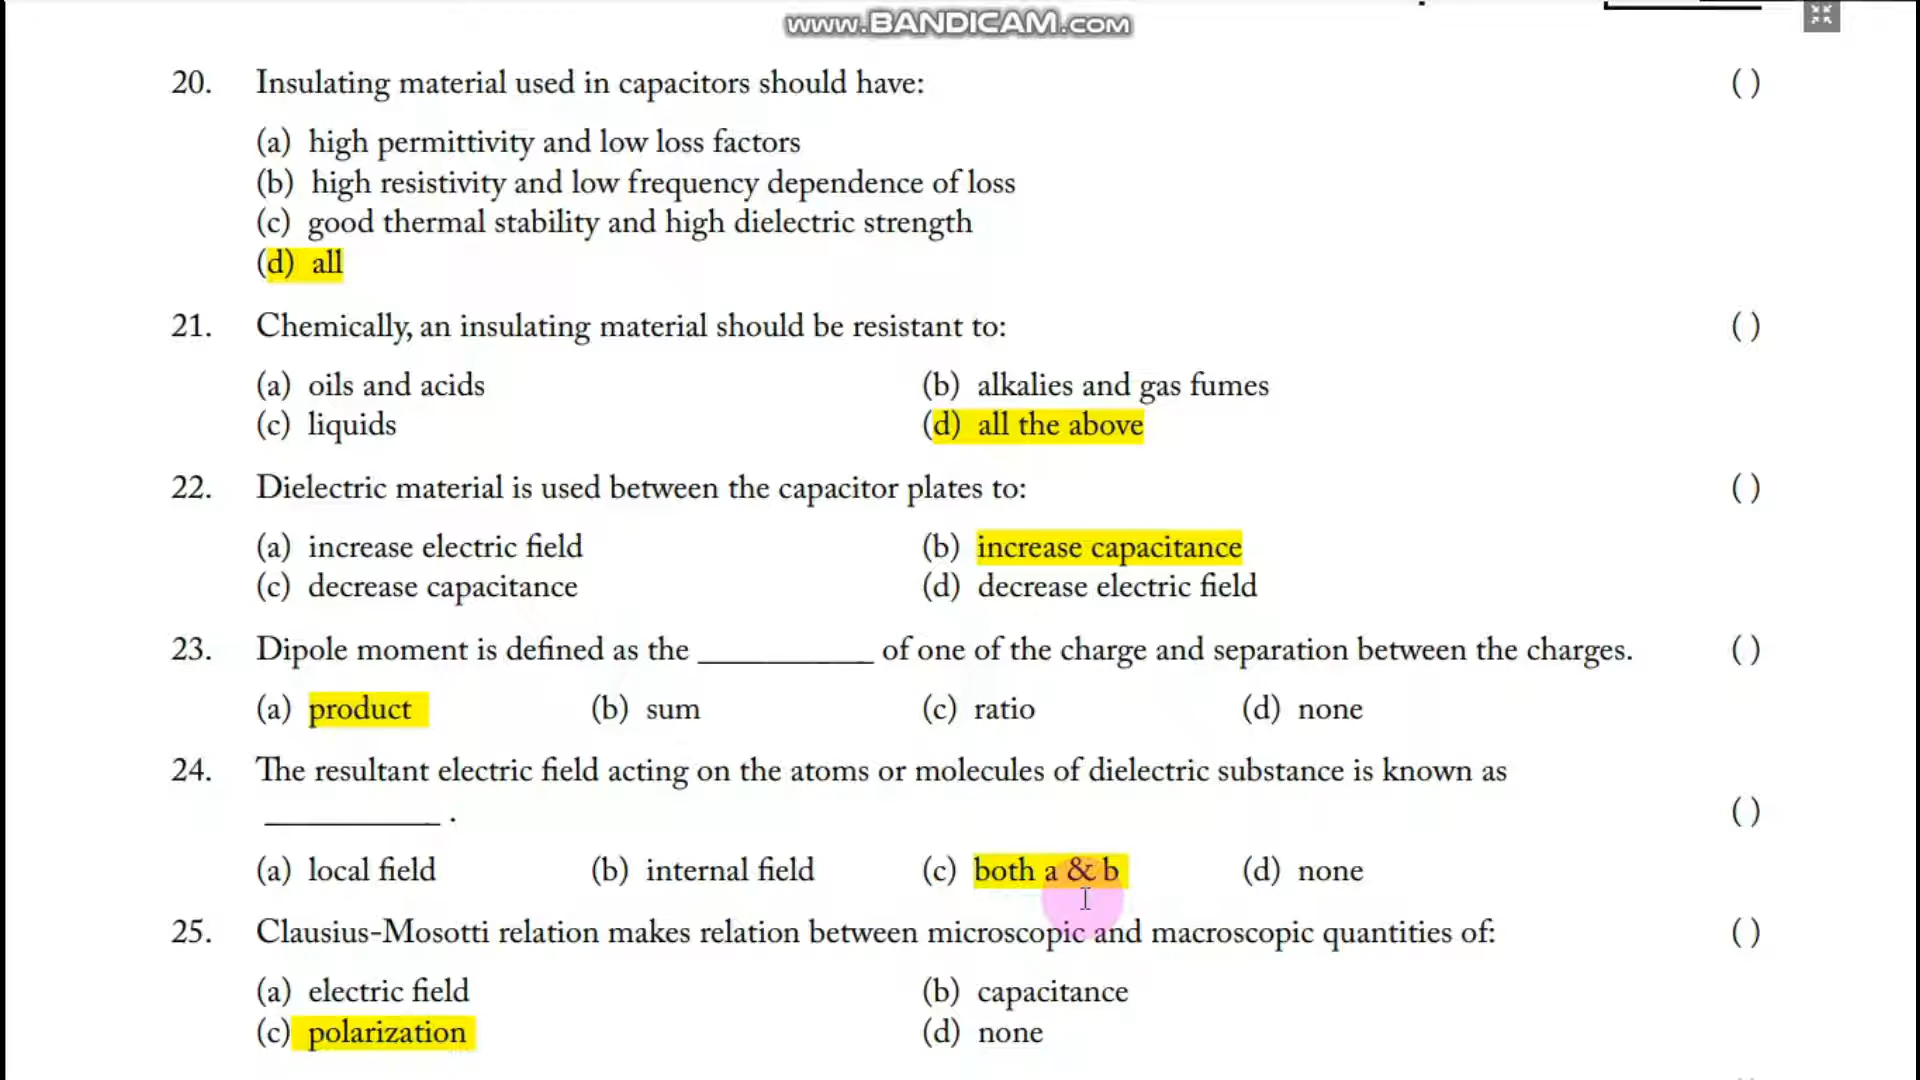 www.BANDICAM.com
20. Insulating material used in capacitors should have: ( )
(a) high permittivity and low loss factors
(b) high resistivity and low frequency dependence of loss
(c) good thermal stability and high dielectric strength
(d) all
21. Chemically, an insulating material should be resistant to: ( )
(a) oils and acids (b) alkalies and gas fumes
(c) liquids (d) all the above
22. Dielectric material is used between the capacitor plates to: ( )
(a) increase electric field (b) increase capacitance
(c) decrease capacitance (d) decrease electric field
23. Dipole moment is defined as the __________ of one of the charge and separation between the charges. ( )
(a) product (b) sum (c) ratio (d) none
24. The resultant electric field acting on the atoms or molecules of dielectric substance is known as
__________ . ( )
(a) local field (b) internal field (c) both a & b (d) none
25. Clausius-Mosotti relation makes relation between microscopic and macroscopic quantities of: ( )
(a) electric field (b) capacitance
(c) polarization (d) none